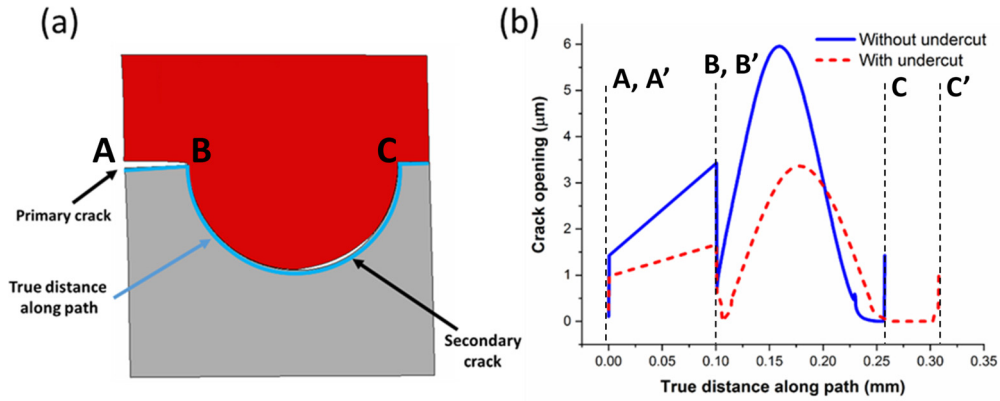 (a)
A
B
C
Primary crack
True distance
along path
Secondary
crack
(b)
Crack opening (μm)
6
5
4
3
2
1
0
Without undercut
With undercut
A, A’
B, B’
C
C’
0.00
0.05
0.10
0.15
0.20
0.25
0.30
0.35
True distance along path (mm)